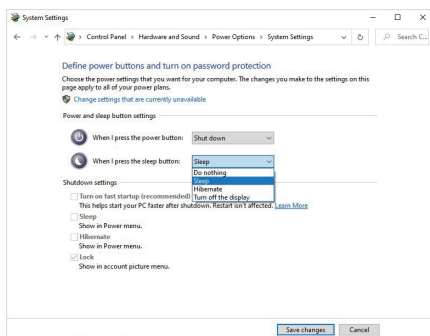 System Settings
Control Panel > Hardware and Sound > Power Options > System Settings
Search C...
Define power buttons and turn on password protection
Choose the power settings that you want for your computer. The changes you make to the settings on this
page apply to all of your power plans.
Change settings that are currently unavailable
Power and sleep button settings
When I press the power button: Shut down
When I press the sleep button: Sleep
Do nothing
Sleep
Hibernate
Turn off the display
Shutdown settings
Turn on fast startup (recommended)
This helps start your PC faster after shutdown. Restart isn't affected. Learn More
Sleep
Show in Power menu.
Hibernate
Show in Power menu.
Lock
Show in account picture menu.
Save changes Cancel